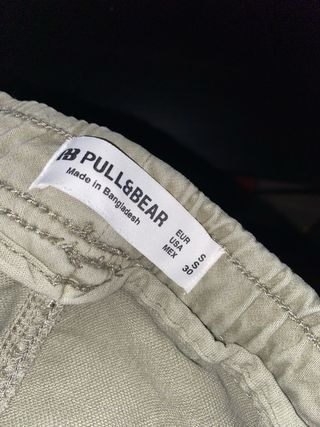 PB PULL&BEAR
Made in Bangladesh
EUR S
USA S
MEX 30